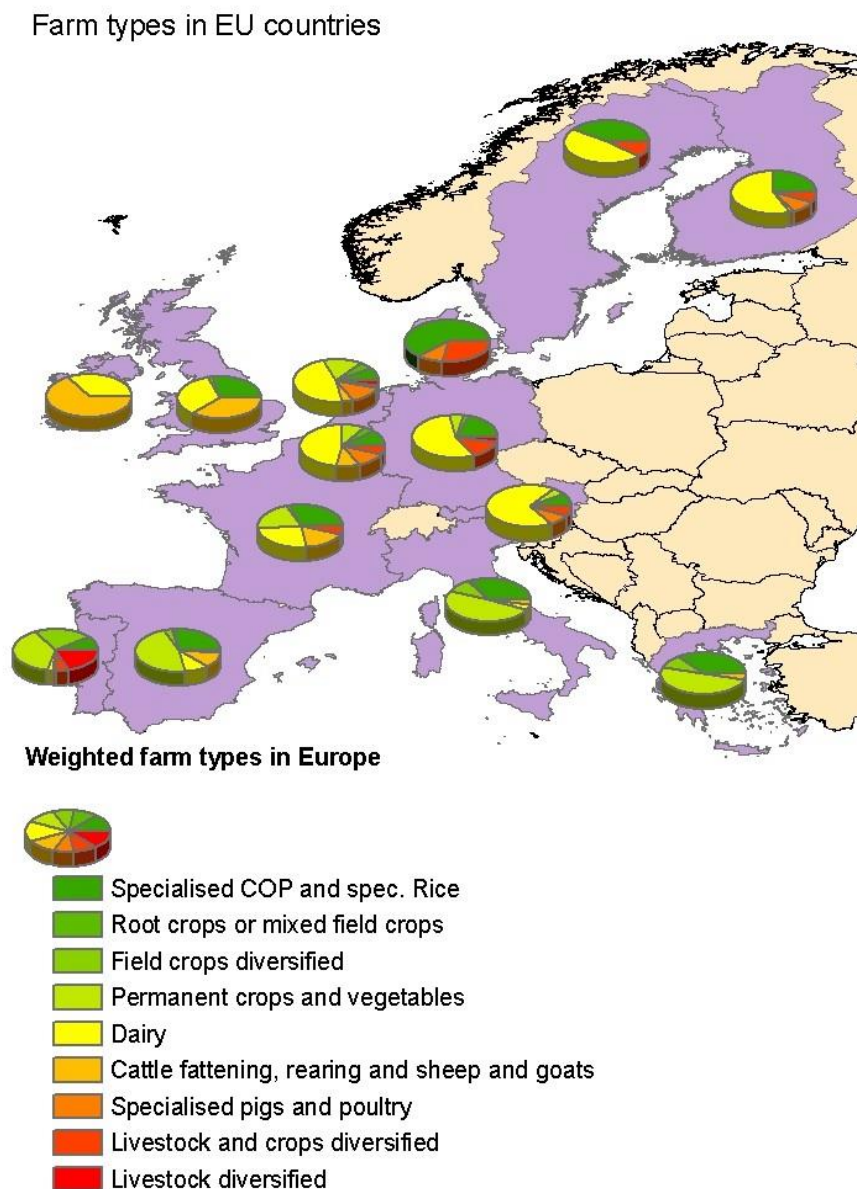 Farm types in EU countries
Weighted farm types in Europe
Specialised COP and spec. Rice
Root crops or mixed field crops
Field crops diversified
Permanent crops and vegetables
Dairy
Cattle fattening, rearing and sheep and goats
Specialised pigs and poultry
Livestock and crops diversified
Livestock diversified